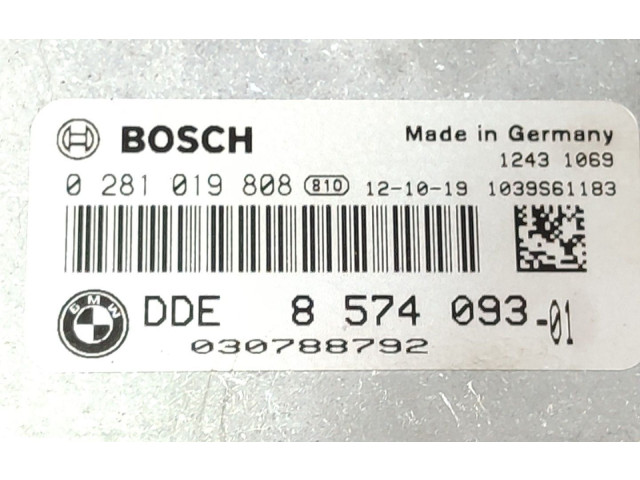 BOSCH Made in Germany
1243 1069
0 281 019 808 810 12-10-19 1039S61183
BMW DDE 8 574 093-01
030788792